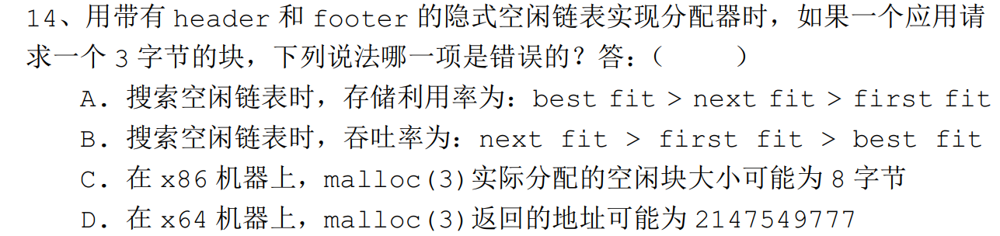 14、用带有 header 和 footer 的隐式空闲链表实现分配器时，如果一个应用请
求一个 3 字节的块，下列说法哪一项是错误的？答：（　　）
A. 搜索空闲链表时，存储利用率为：best fit > next fit > first fit
B. 搜索空闲链表时，吞吐率为：next fit > first fit > best fit
C. 在 x86 机器上，malloc(3)实际分配的空闲块大小可能为 8 字节
D. 在 x64 机器上，malloc(3)返回的地址可能为 2147549777